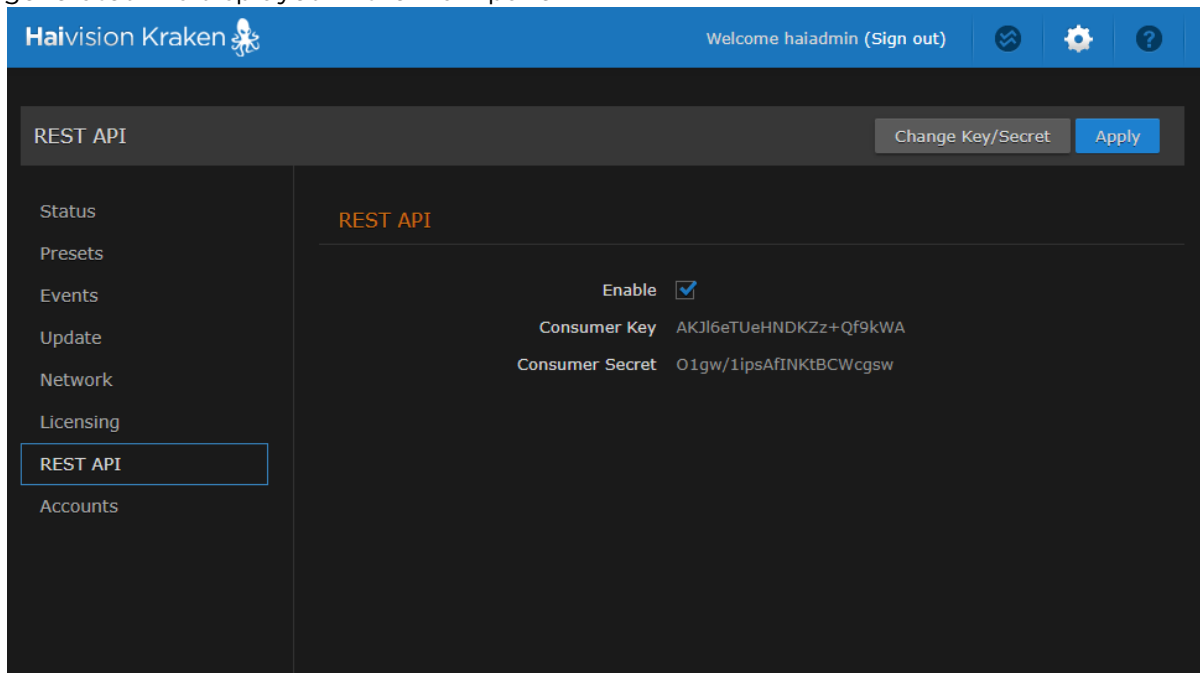 Haivision Kraken
Welcome haiadmin (Sign out)
?
REST API
Change Key/Secret
Apply
Status
Presets
Events
Update
Network
Licensing
REST API
Accounts
REST API
Enable
Consumer Key AKJl6eTUeHNDKZz+Qf9kWA
Consumer Secret O1gw/1ipsAfINKtBCWcgsw